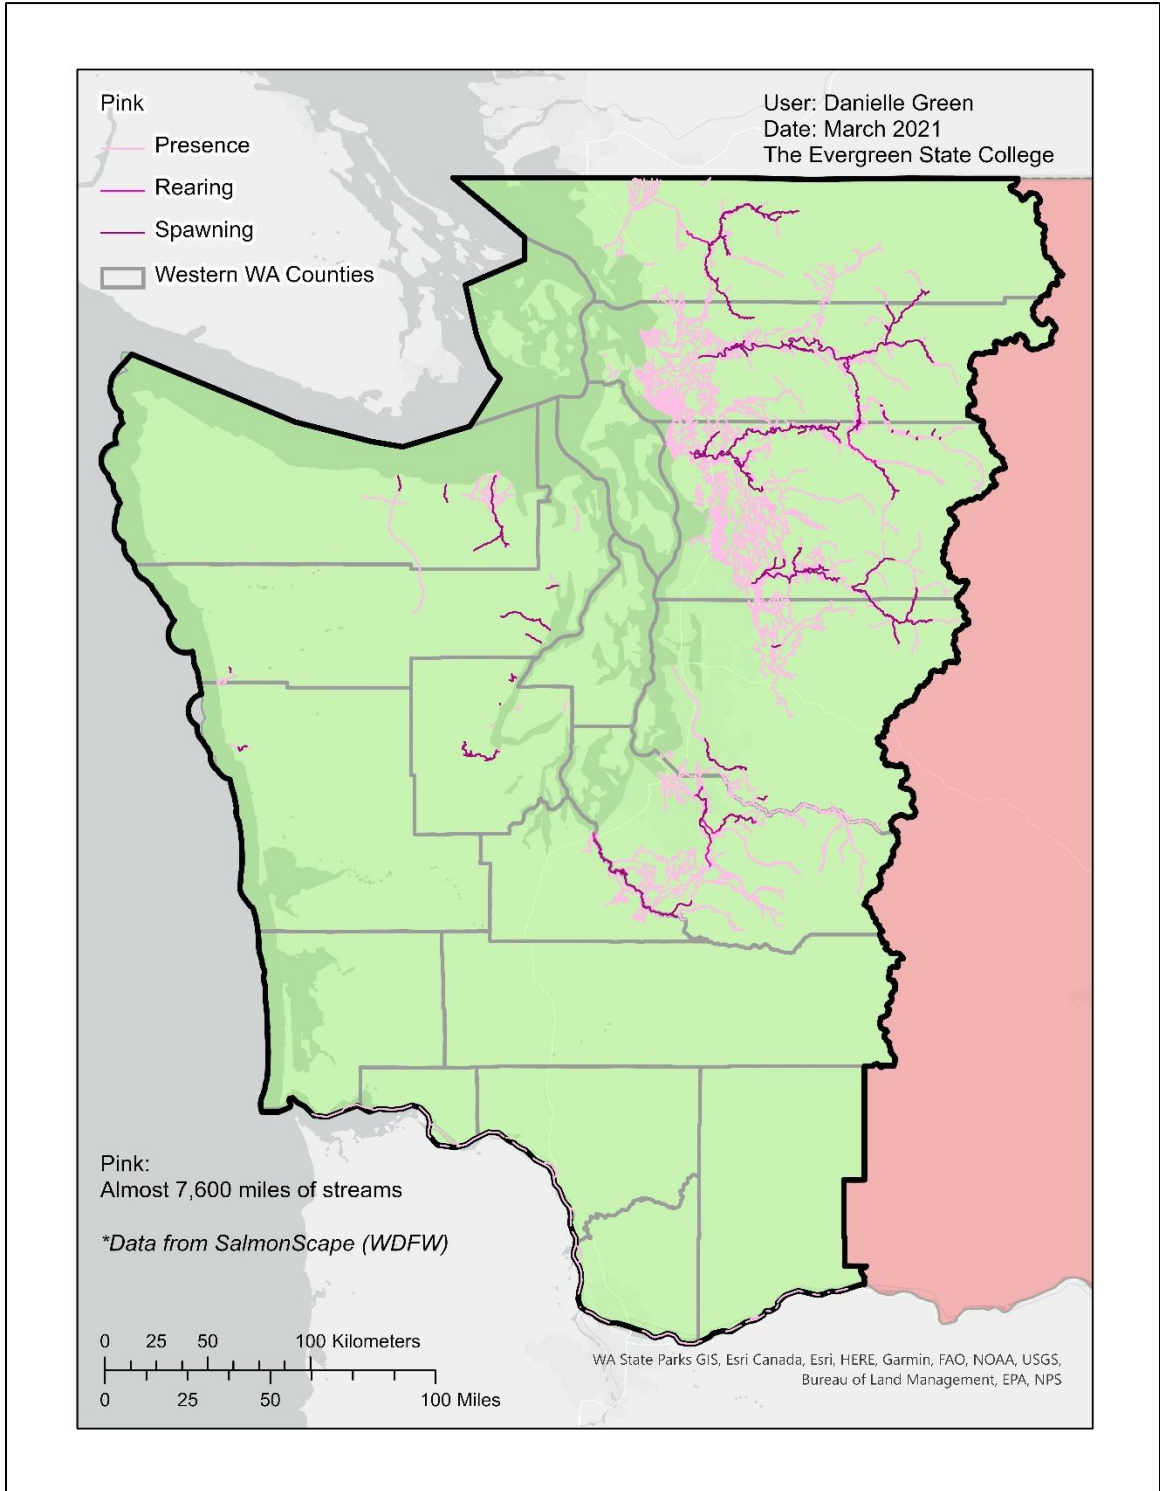 Pink
Presence
Rearing
Spawning
Western WA Counties
User: Danielle Green
Date: March 2021
The Evergreen State College
Pink:
Almost 7,600 miles of streams
*Data from SalmonScape (WDFW)
0 25 50 100 Kilometers
0 25 50 100 Miles
WA State Parks GIS, Esri Canada, Esri, HERE, Garmin, FAO, NOAA, USGS,
Bureau of Land Management, EPA, NPS